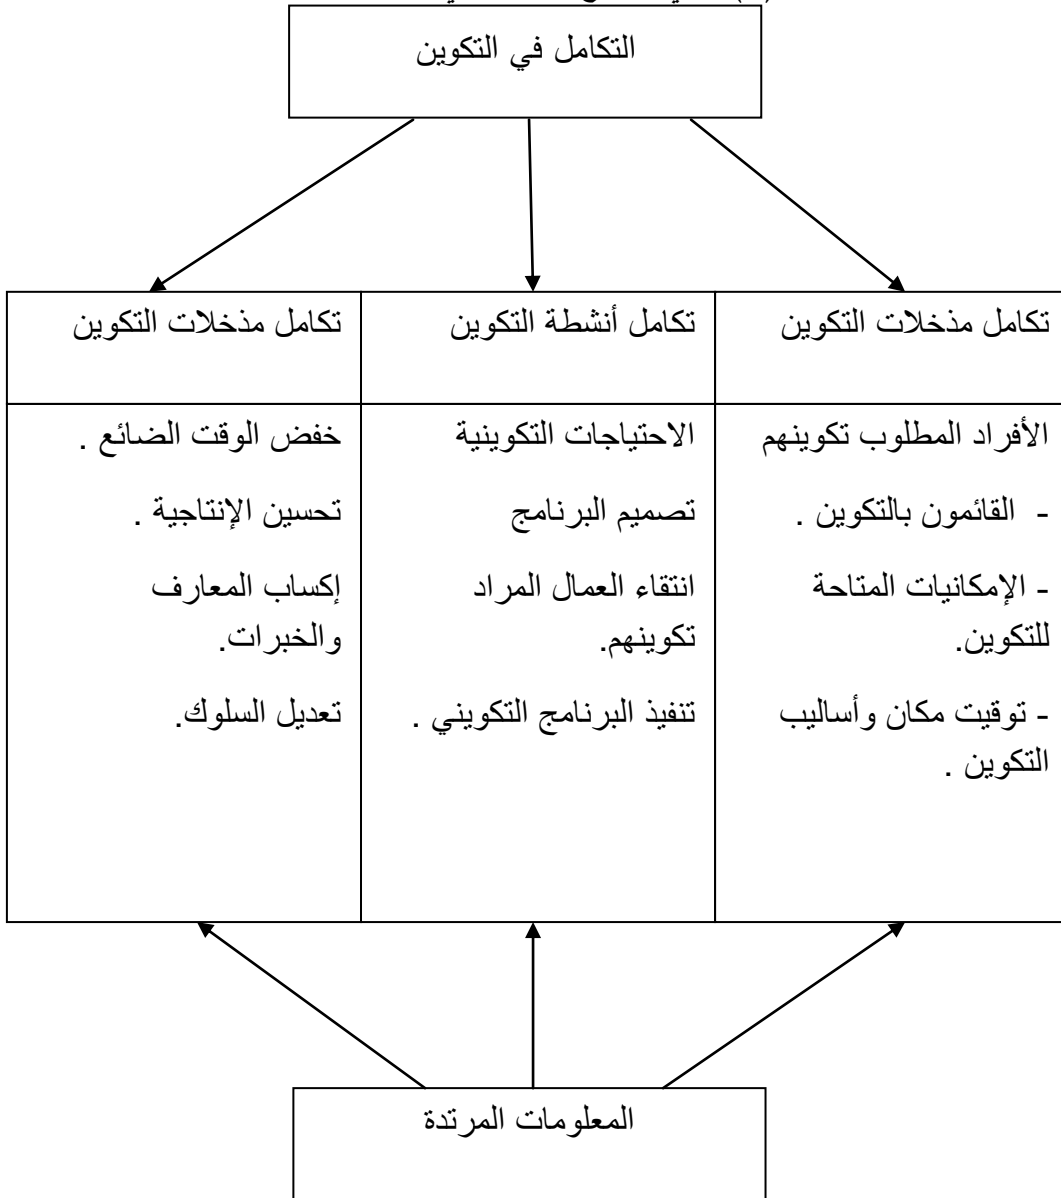 التكامل في التكوين
تكامل مذخلات التكوين
تكامل أنشطة التكوين
تكامل مذخلات التكوين
الأفراد المطلوب تكوينهم
- القائمون بالتكوين .
- الإمكانيات المتاحة
للتكوين.
- توقيت مكان وأساليب
التكوين .
الاحتياجات التكوينية
تصميم البرنامج
انتقاء العمال المراد
تكوينهم.
تنفيذ البرنامج التكويني .
خفض الوقت الضائع .
تحسين الإنتاجية .
إكساب المعارف
والخبرات.
تعديل السلوك.
المعلومات المرتدة